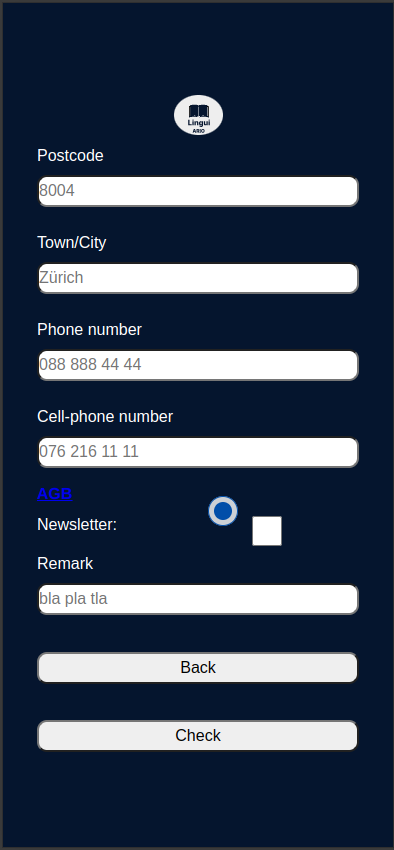 Lingui
ARIO
Postcode
8004
Town/City
Zürich
Phone number
088 888 44 44
Cell-phone number
076 216 11 11
AGB
Newsletter:
Remark
bla pla tla
Back
Check